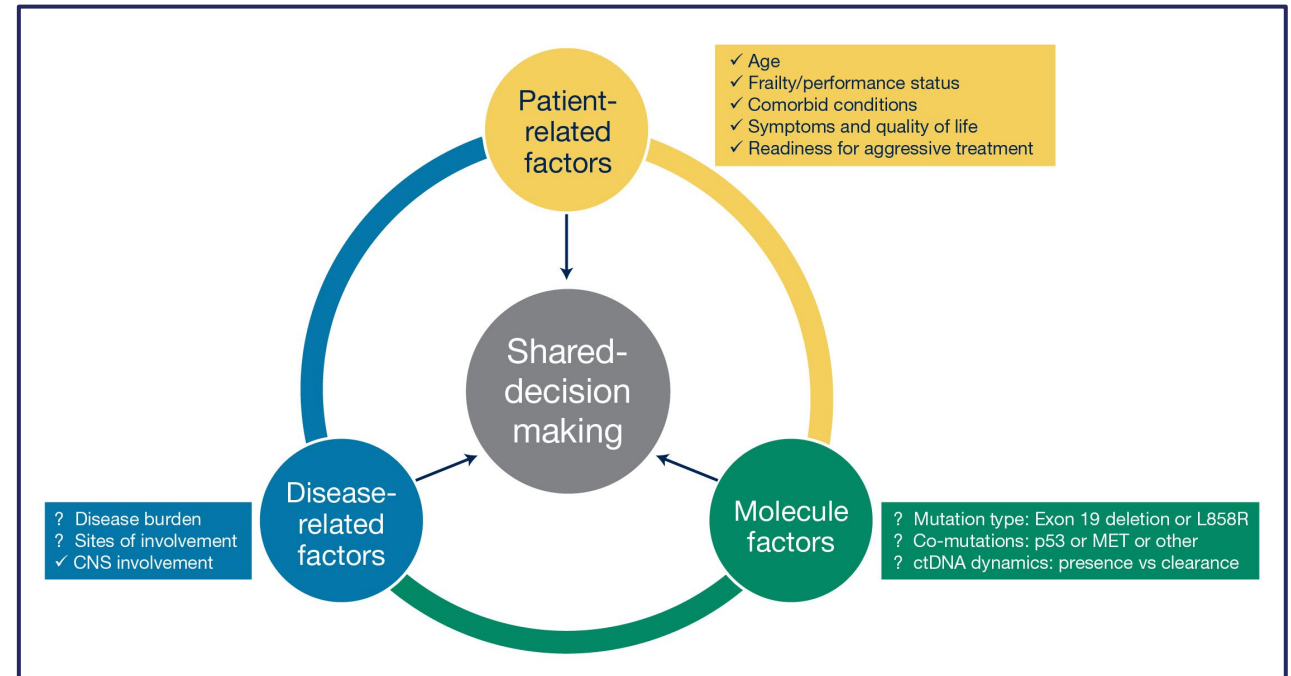 Patient-
related
factors
✓ Age
✓ Frailty/performance status
✓ Comorbid conditions
✓ Symptoms and quality of life
✓ Readiness for aggressive treatment
Shared-
decision
making
Disease-
related
factors
? Disease burden
? Sites of involvement
✓ CNS involvement
Molecule
factors
? Mutation type: Exon 19 deletion or L858R
? Co-mutations: p53 or MET or other
? ctDNA dynamics: presence vs clearance